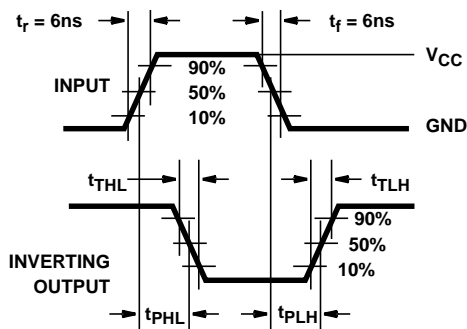 tr = 6ns
tf = 6ns
VCC
90%
INPUT
50%
10%
GND
tTHL
tTLH
90%
50%
INVERTING
OUTPUT
10%
tPHL
tPLH